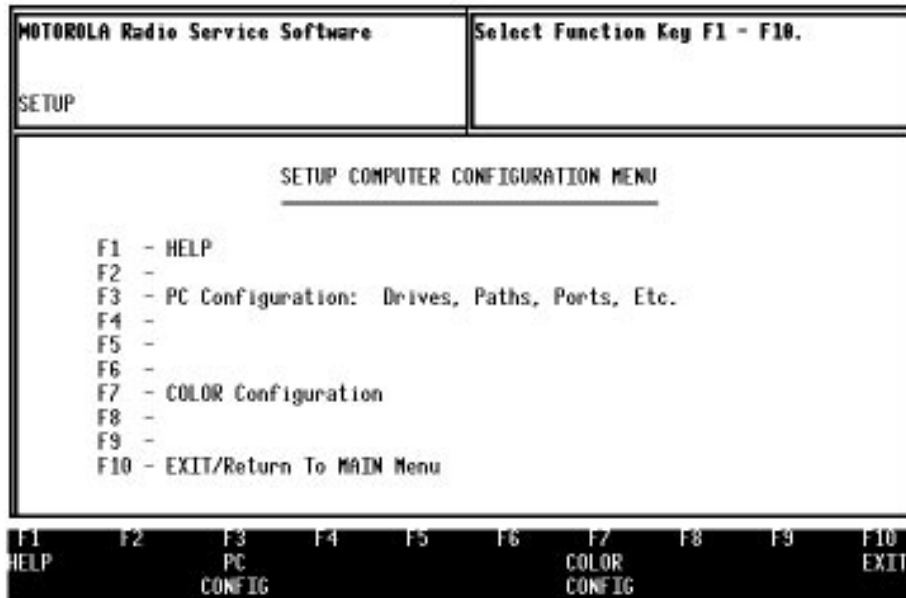 MOTOROLA Radio Service Software
Select Function Key F1 - F10.
SETUP
SETUP COMPUTER CONFIGURATION MENU
F1 - HELP
F2 -
F3 - PC Configuration: Drives, Paths, Ports, Etc.
F4 -
F5 -
F6 -
F7 - COLOR Configuration
F8 -
F9 -
F10 - EXIT/Return To MAIN Menu
F1 F2 F3 F4 F5 F6 F7 F8 F9 F10
HELP PC COLOR EXIT
CONFIG CONFIG